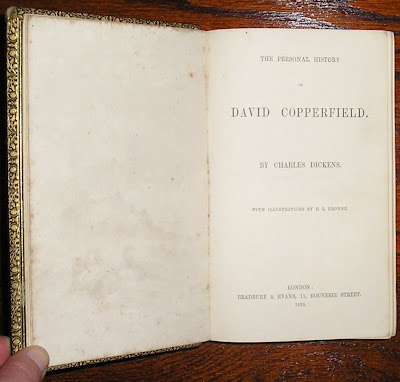 THE PERSONAL HISTORY
OF
DAVID COPPERFIELD.
BY CHARLES DICKENS.
WITH ILLUSTRATIONS BY H. K. BROWNE.
LONDON:
BRADBURY & EVANS, 11, BOUVERIE STREET.
1850.